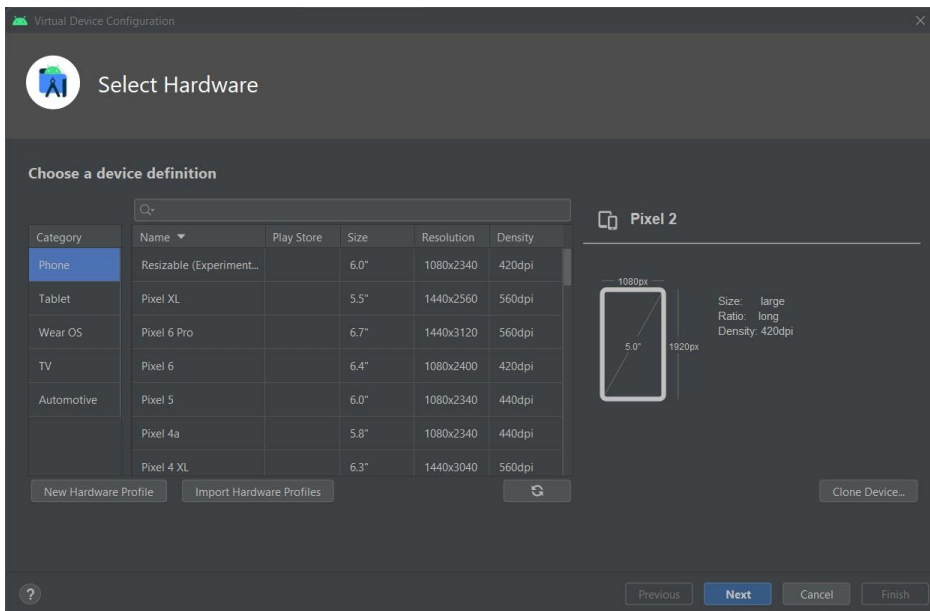 Virtual Device Configuration
Select Hardware
Choose a device definition
Category
Phone
Tablet
Wear OS
TV
Automotive
Name Play Store Size Resolution Density
Resizable (Experiment... 6.0" 1080x2340 420dpi
Pixel XL 5.5" 1440x2560 560dpi
Pixel 6 Pro 6.7" 1440x3120 560dpi
Pixel 6 6.4" 1080x2400 420dpi
Pixel 5 6.0" 1080x2340 440dpi
Pixel 4a 5.8" 1080x2340 440dpi
Pixel 4 XL 6.3" 1440x3040 560dpi
New Hardware Profile Import Hardware Profiles
Pixel 2
1080px
5.0"
1920px
Size: large
Ratio: long
Density: 420dpi
Clone Device...
?
Previous Next Cancel Finish